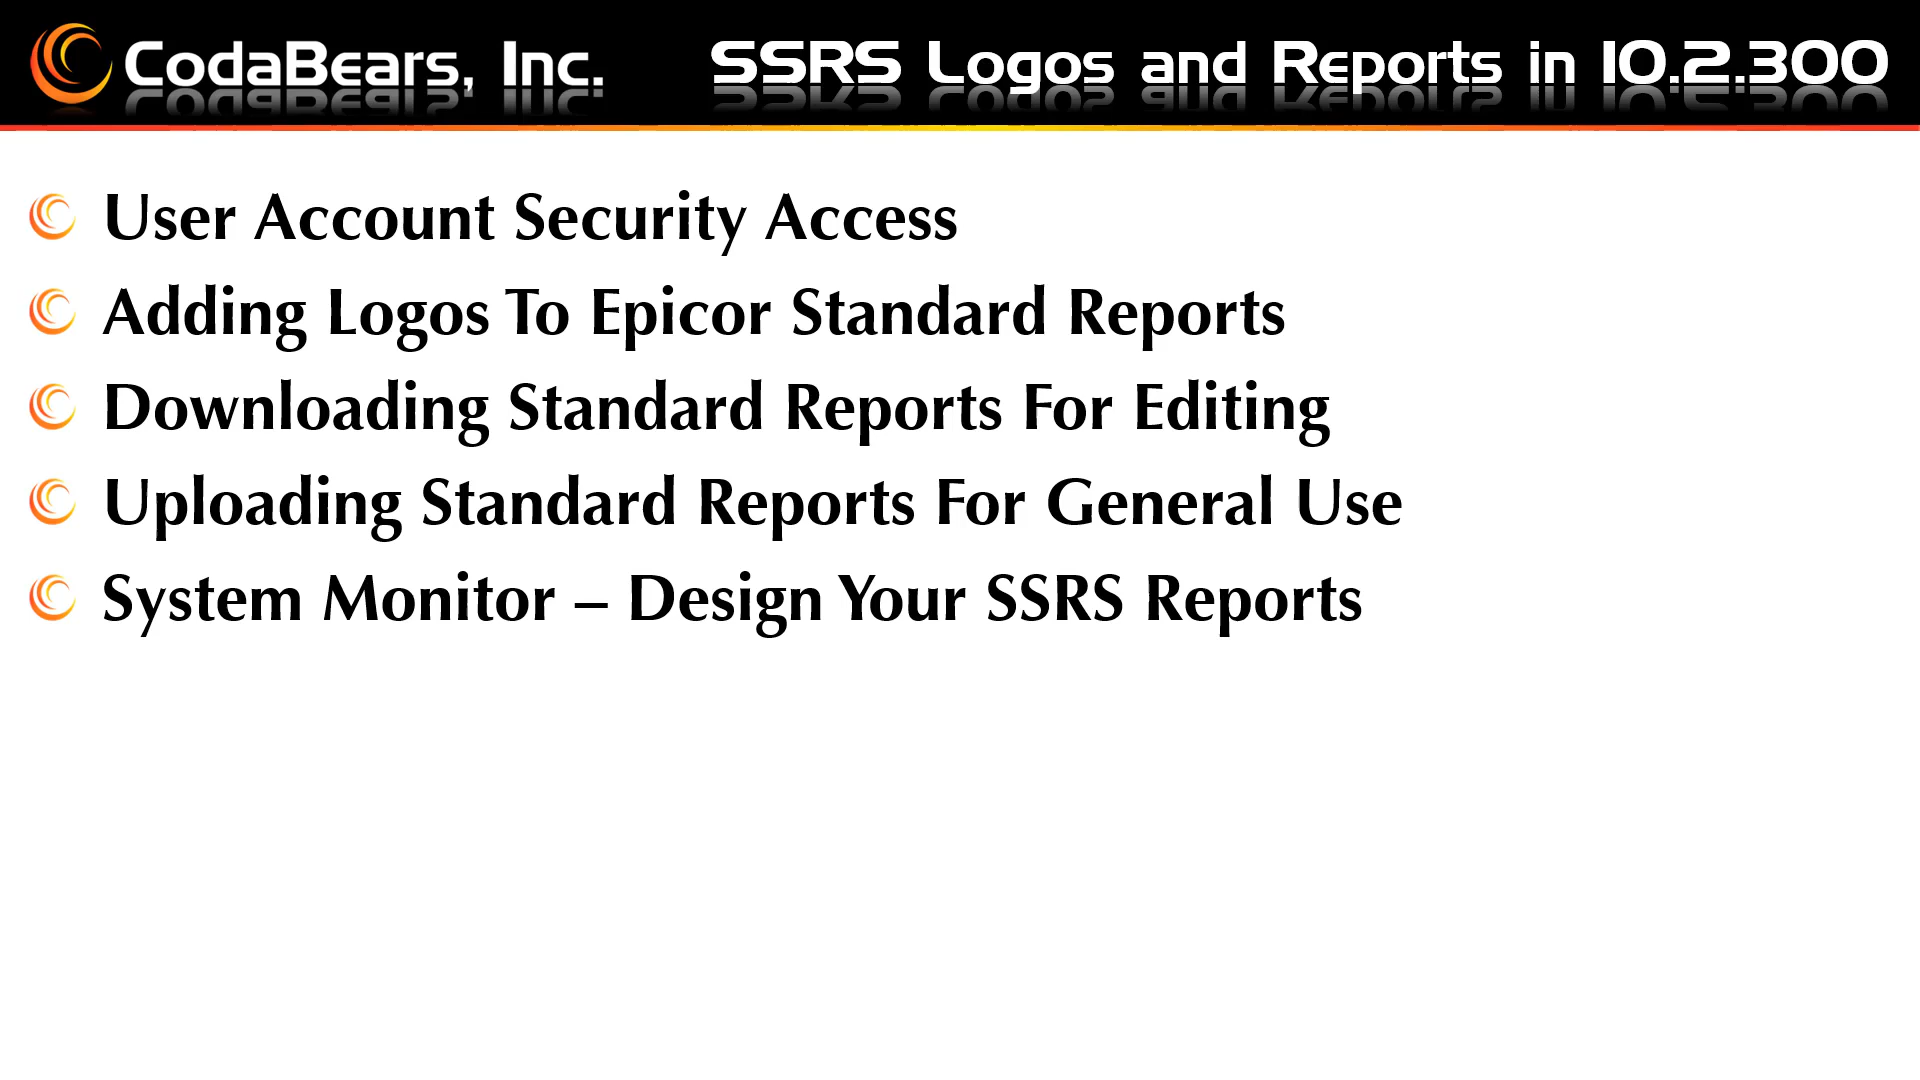 CodaBears, Inc.
SSRS Logos and Reports in 10.2.300
User Account Security Access
Adding Logos To Epicor Standard Reports
Downloading Standard Reports For Editing
Uploading Standard Reports For General Use
System Monitor – Design Your SSRS Reports